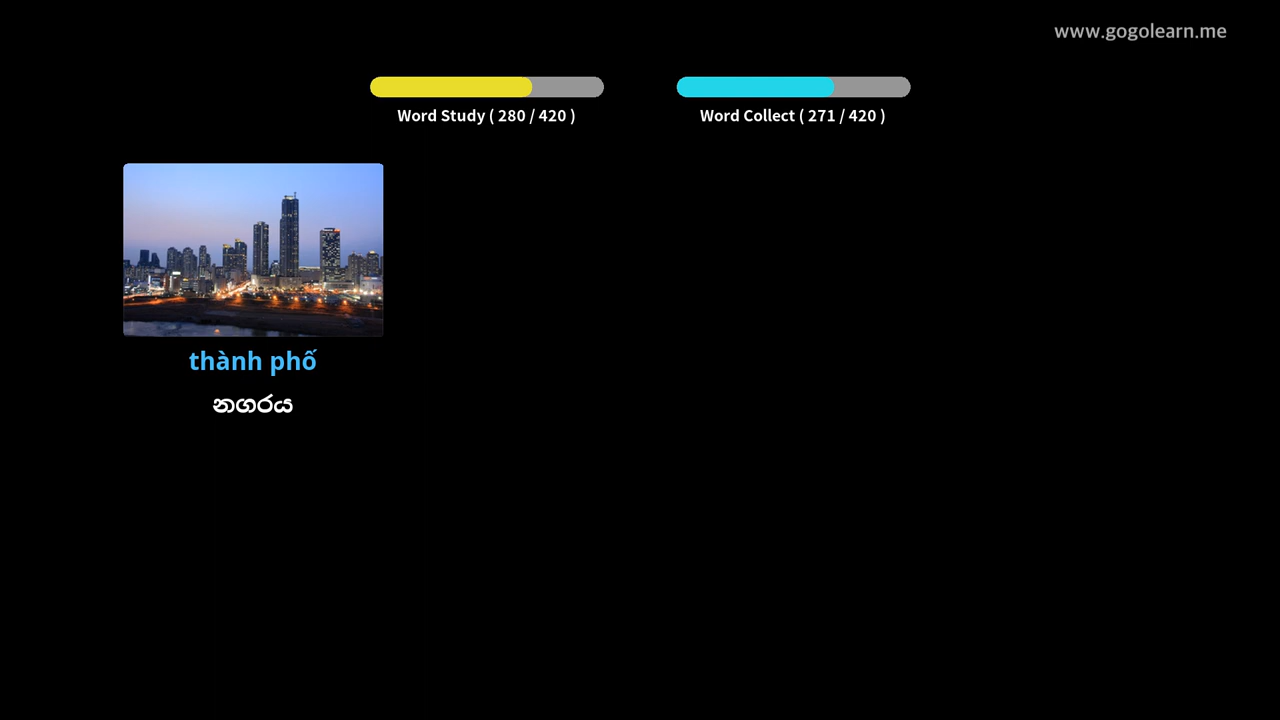 www.gogolearn.me
Word Study ( 280 / 420 )
Word Collect ( 271 / 420 )
thành phố
නගරය